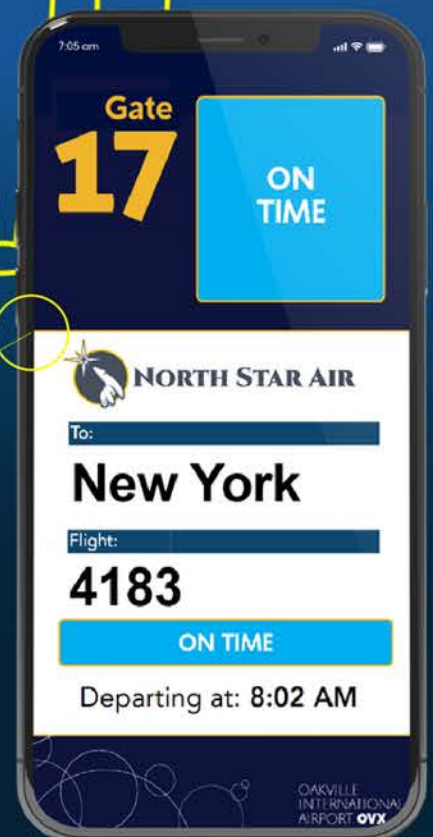 7:05 am
Gate
17
ON
TIME
NORTH STAR AIR
To:
New York
Flight:
4183
ON TIME
Departing at: 8:02 AM
OAKVILLE
INTERNATIONAL
AIRPORT OVX